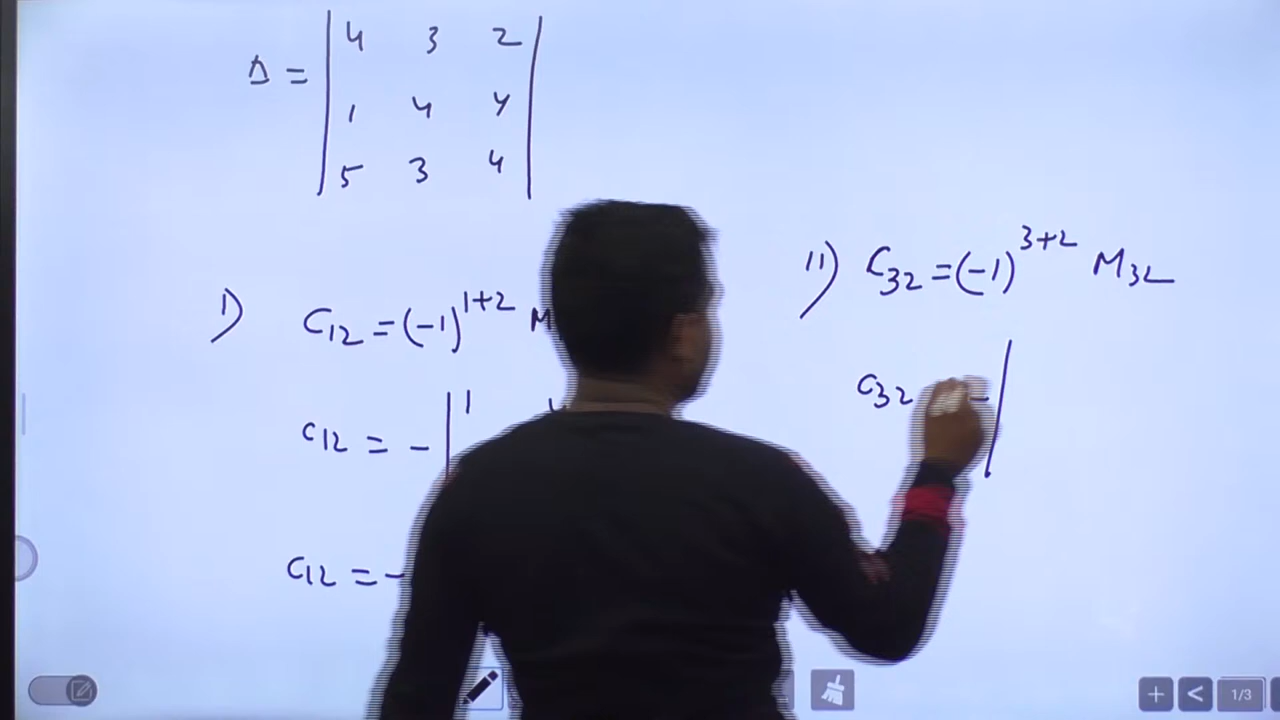 Δ = | 4 3 2 |
| 1 4 4 |
| 5 3 4 |
I) C12 = (-1)^1+2 M
C12 = - | 1
C12 = -
II) C32 = (-1)^3+2 M32
C32 - |
1/3